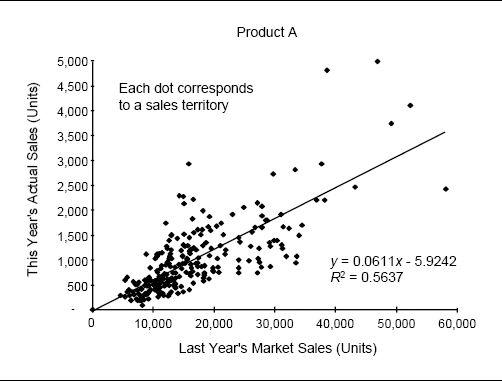 Product A
Each dot corresponds
to a sales territory
This Year's Actual Sales (Units)
5,000
4,500
4,000
3,500
3,000
2,500
2,000
1,500
1,000
500
-
y = 0.0611x - 5.9242
R² = 0.5637
0 10,000 20,000 30,000 40,000 50,000 60,000
Last Year's Market Sales (Units)